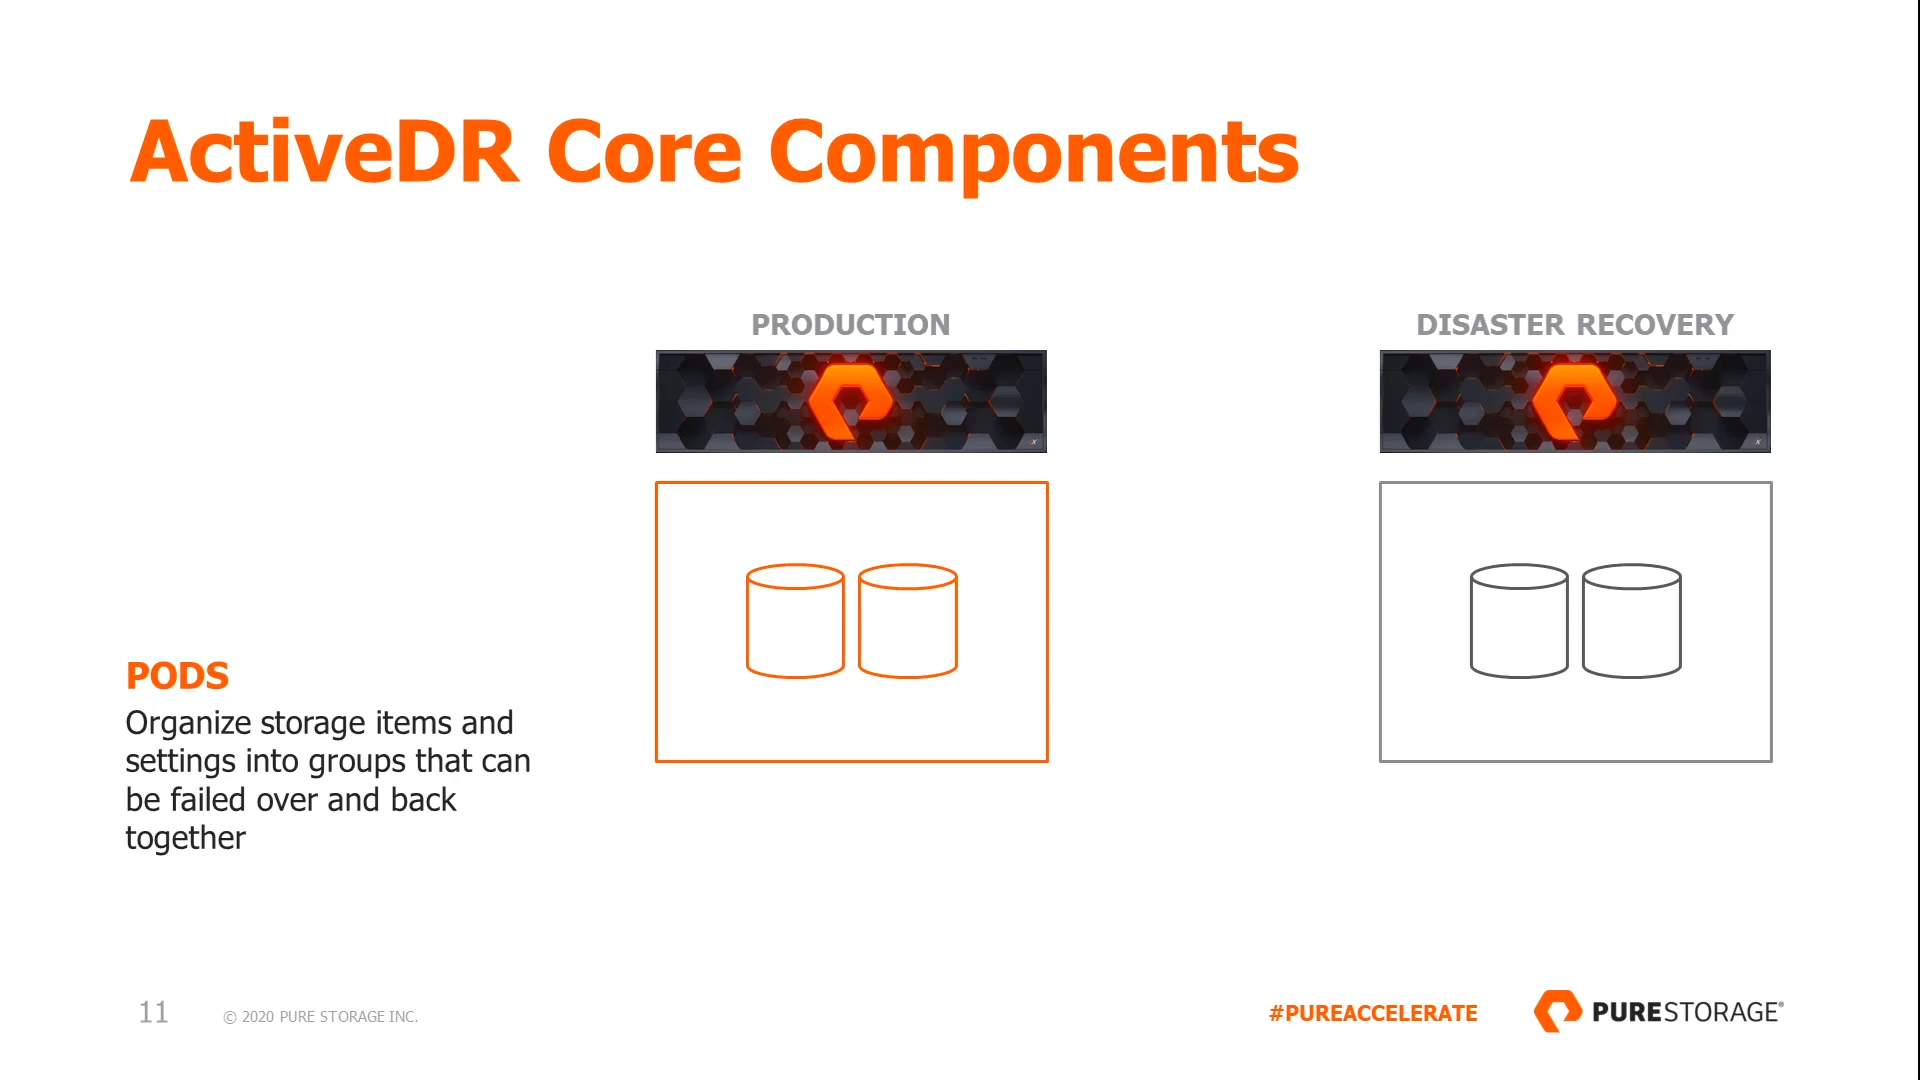 ActiveDR Core Components
PRODUCTION
DISASTER RECOVERY
PODS
Organize storage items and
settings into groups that can
be failed over and back
together
11
© 2020 PURE STORAGE INC.
#PUREACCELERATE
PURESTORAGE®